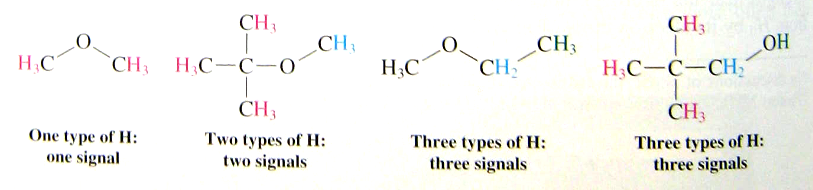 H₃C O CH₃
CH₃
H₃C—C—O CH₃
CH₃
H₃C O CH₂ CH₃
CH₃
H₃C—C—CH₂ OH
CH₃
One type of H:
one signal
Two types of H:
two signals
Three types of H:
three signals
Three types of H:
three signals